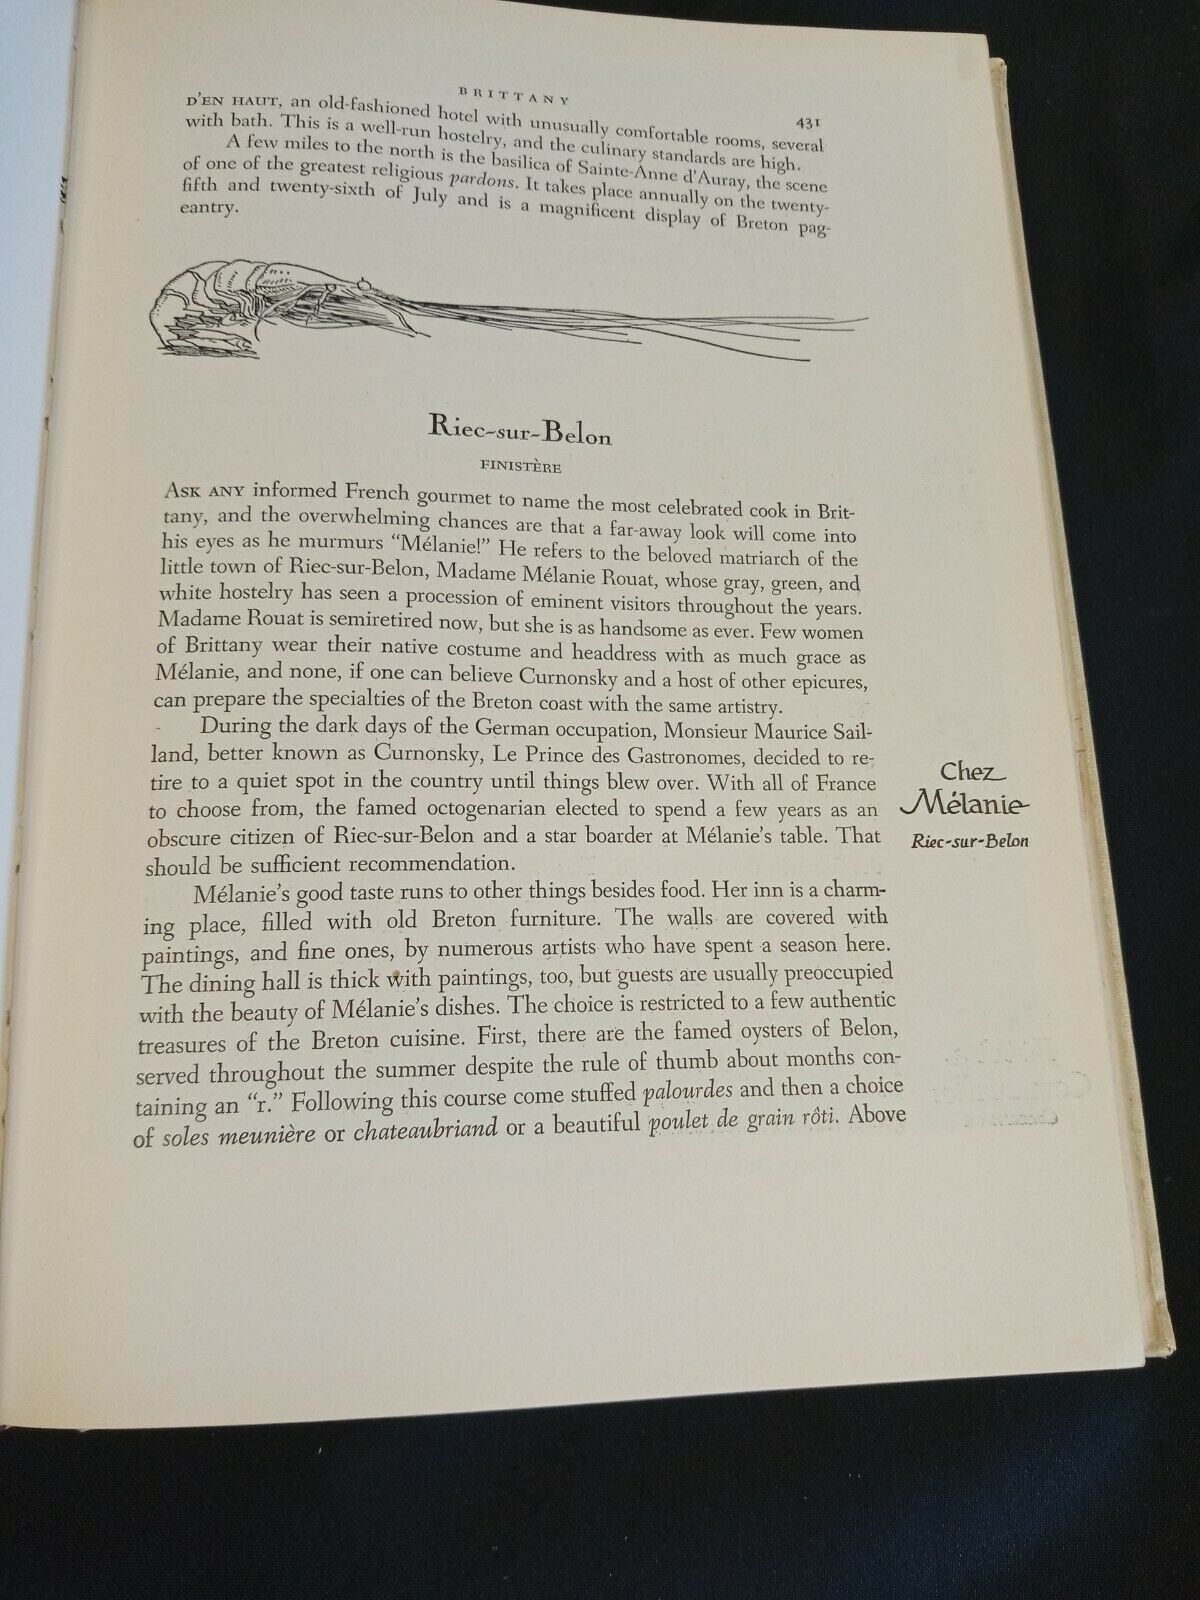 BRITTANY
431
D'EN HAUT, an old-fashioned hotel with unusually comfortable rooms, several
with bath. This is a well-run hostelry, and the culinary standards are high.
A few miles to the north is the basilica of Sainte-Anne d'Auray, the scene
of one of the greatest religious pardons. It takes place annually on the twenty-
fifth and twenty-sixth of July and is a magnificent display of Breton pag-
eantry.
Riec-sur-Belon
FINISTÈRE
ASK ANY informed French gourmet to name the most celebrated cook in Brit-
tany, and the overwhelming chances are that a far-away look will come into
his eyes as he murmurs "Mélanie!" He refers to the beloved matriarch of the
little town of Riec-sur-Belon, Madame Mélanie Rouat, whose gray, green, and
white hostelry has seen a procession of eminent visitors throughout the years.
Madame Rouat is semiretired now, but she is as handsome as ever. Few women
of Brittany wear their native costume and headdress with as much grace as
Mélanie, and none, if one can believe Curnonsky and a host of other epicures,
can prepare the specialties of the Breton coast with the same artistry.
During the dark days of the German occupation, Monsieur Maurice Sail-
land, better known as Curnonsky, Le Prince des Gastronomes, decided to re-
tire to a quiet spot in the country until things blew over. With all of France
to choose from, the famed octogenarian elected to spend a few years as an
obscure citizen of Riec-sur-Belon and a star boarder at Mélanie's table. That
should be sufficient recommendation.
Chez
Mélanie
Riec-sur-Belon
Mélanie's good taste runs to other things besides food. Her inn is a charm-
ing place, filled with old Breton furniture. The walls are covered with
paintings, and fine ones, by numerous artists who have spent a season here.
The dining hall is thick with paintings, too, but guests are usually preoccupied
with the beauty of Mélanie's dishes. The choice is restricted to a few authentic
treasures of the Breton cuisine. First, there are the famed oysters of Belon,
served throughout the summer despite the rule of thumb about months con-
taining an "r." Following this course come stuffed palourdes and then a choice
of soles meunière or chateaubriand or a beautiful poulet de grain rôti. Above